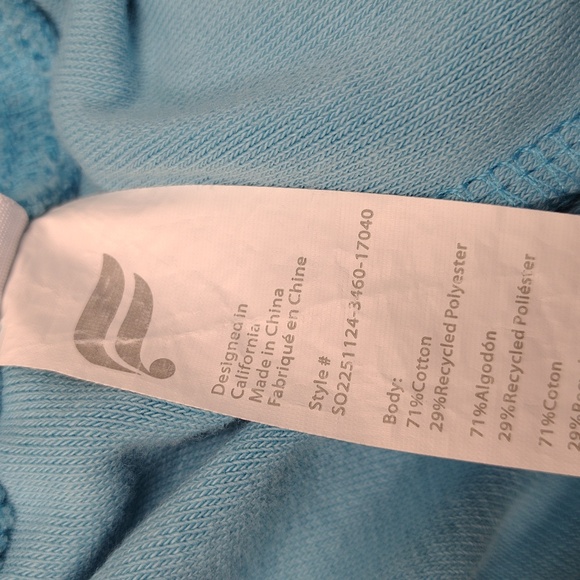 Designed in
California
Made in China
Fabriqué en Chine
Style #
SO2251124-3460-17040
Body:
71%Cotton
29%Recycled Polyester
71%Algodón
29%Recycled Poliéster
71%Coton